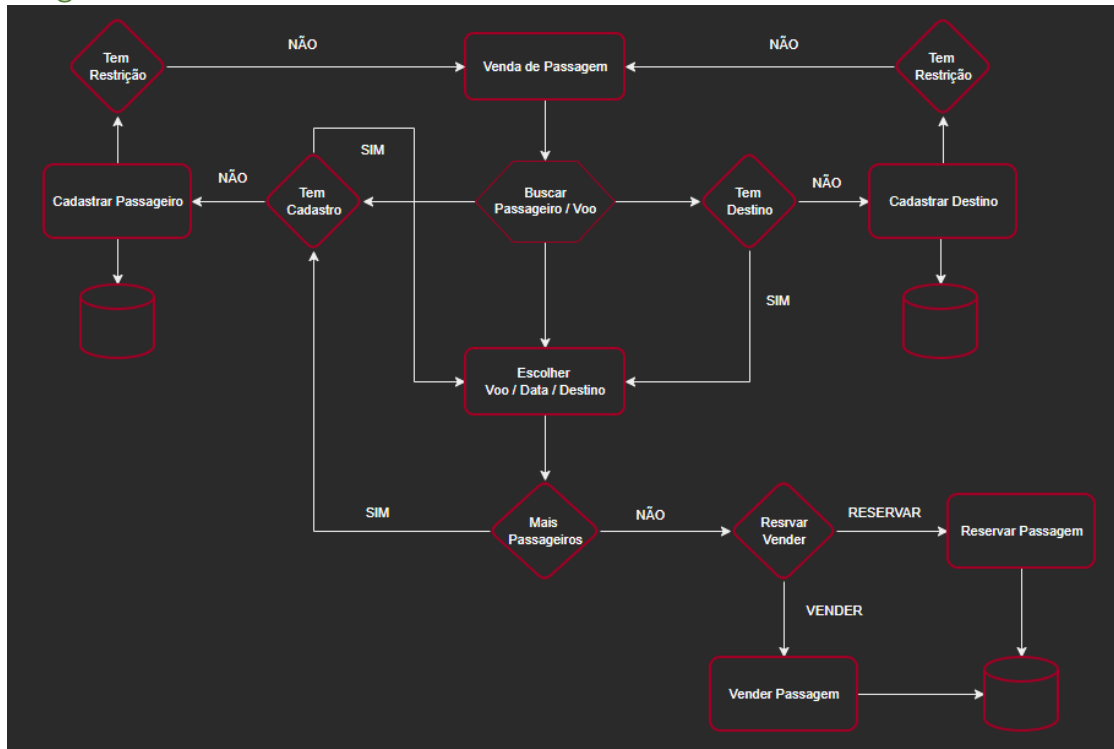 NÃO
NÃO
Tem
Restrição
Venda de Passagem
Tem
Restrição
SIM
NÃO
NÃO
Cadastrar Passageiro
Tem
Cadastro
Buscar
Passageiro / Voo
Tem
Destino
Cadastrar Destino
SIM
Escolher
Voo / Data / Destino
SIM
Mais
Passageiros
NÃO
Resrvar
Vender
RESERVAR
Reservar Passagem
VENDER
Vender Passagem